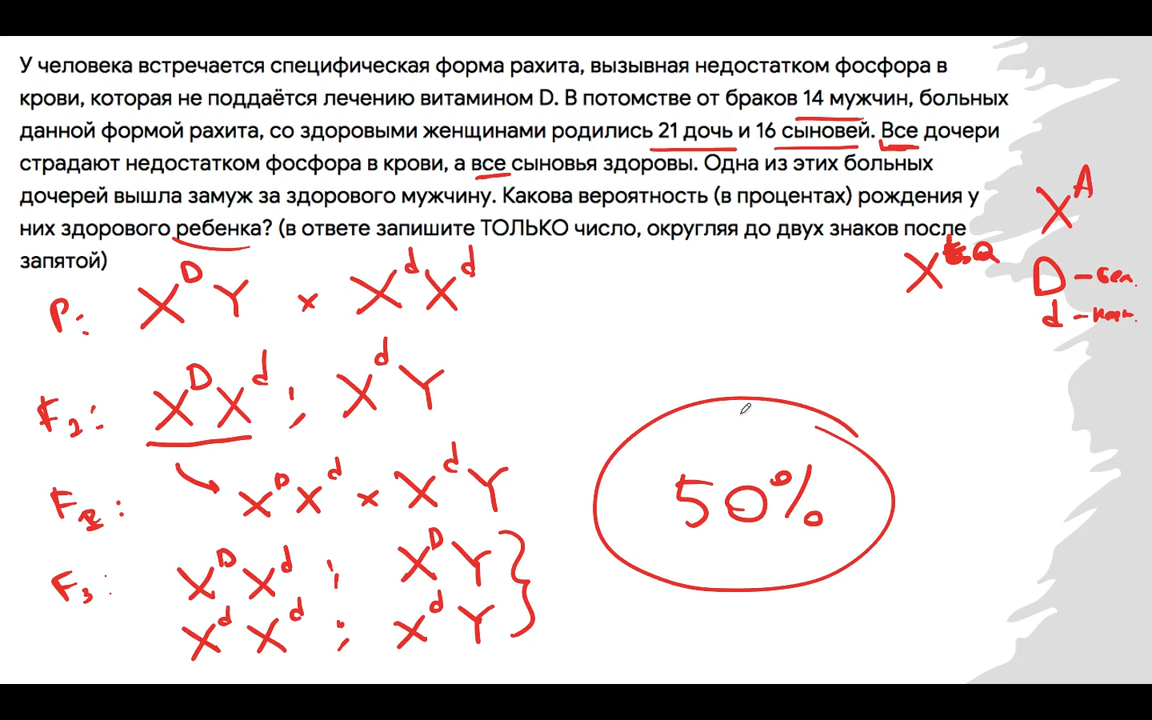 У человека встречается специфическая форма рахита, вызывная недостатком фосфора в
крови, которая не поддаётся лечению витамином D. В потомстве от браков 14 мужчин, больных
данной формой рахита, со здоровыми женщинами родились 21 дочь и 16 сыновей. Все дочери
страдают недостатком фосфора в крови, а все сыновья здоровы. Одна из этих больных
дочерей вышла замуж за здорового мужчину. Какова вероятность (в процентах) рождения у
них здорового ребенка? (в ответе запишите ТОЛЬКО число, округляя до двух знаков после
запятой)
X^A
X
D –
d –
P: X^D Y × X^d X^d
F₁: X^D X^d ; X^d Y
X^D X^d × X^d Y
50%
F₃: X^D X^d ; X^D Y
X^d X^d ; X^d Y